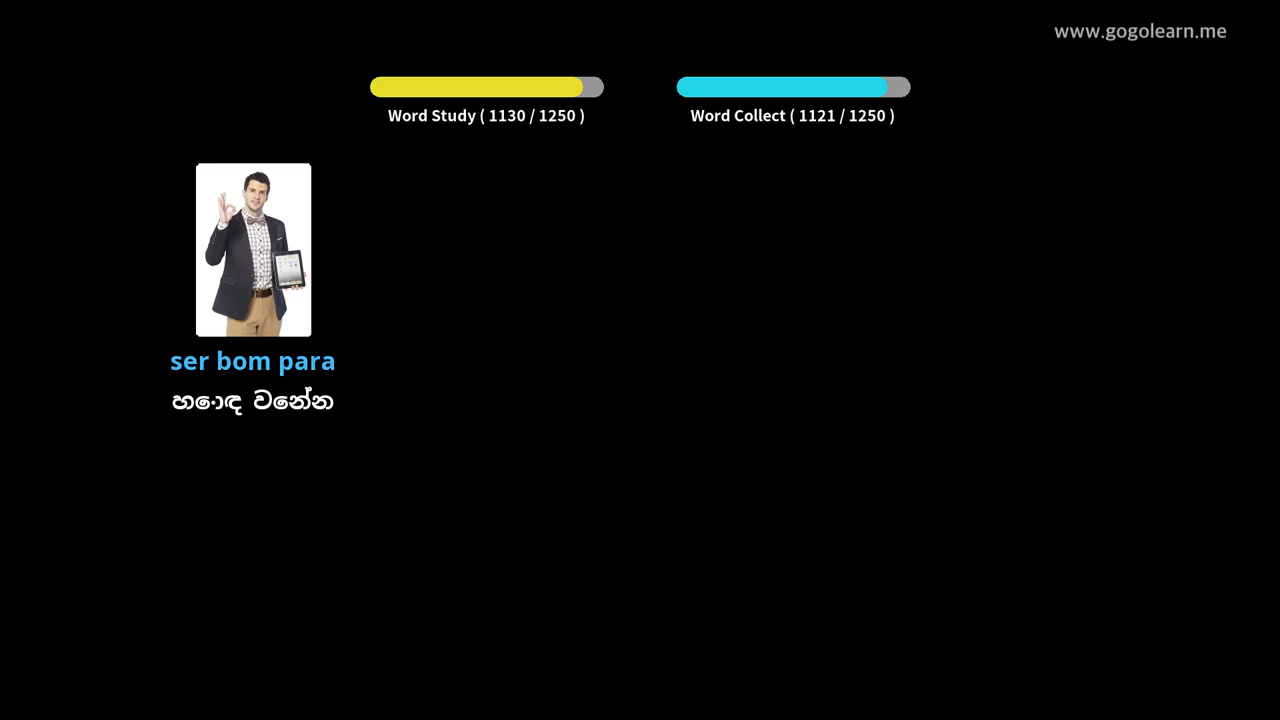 www.gogolearn.me
Word Study ( 1130 / 1250 )
Word Collect ( 1121 / 1250 )
ser bom para
හොඳ වන්න